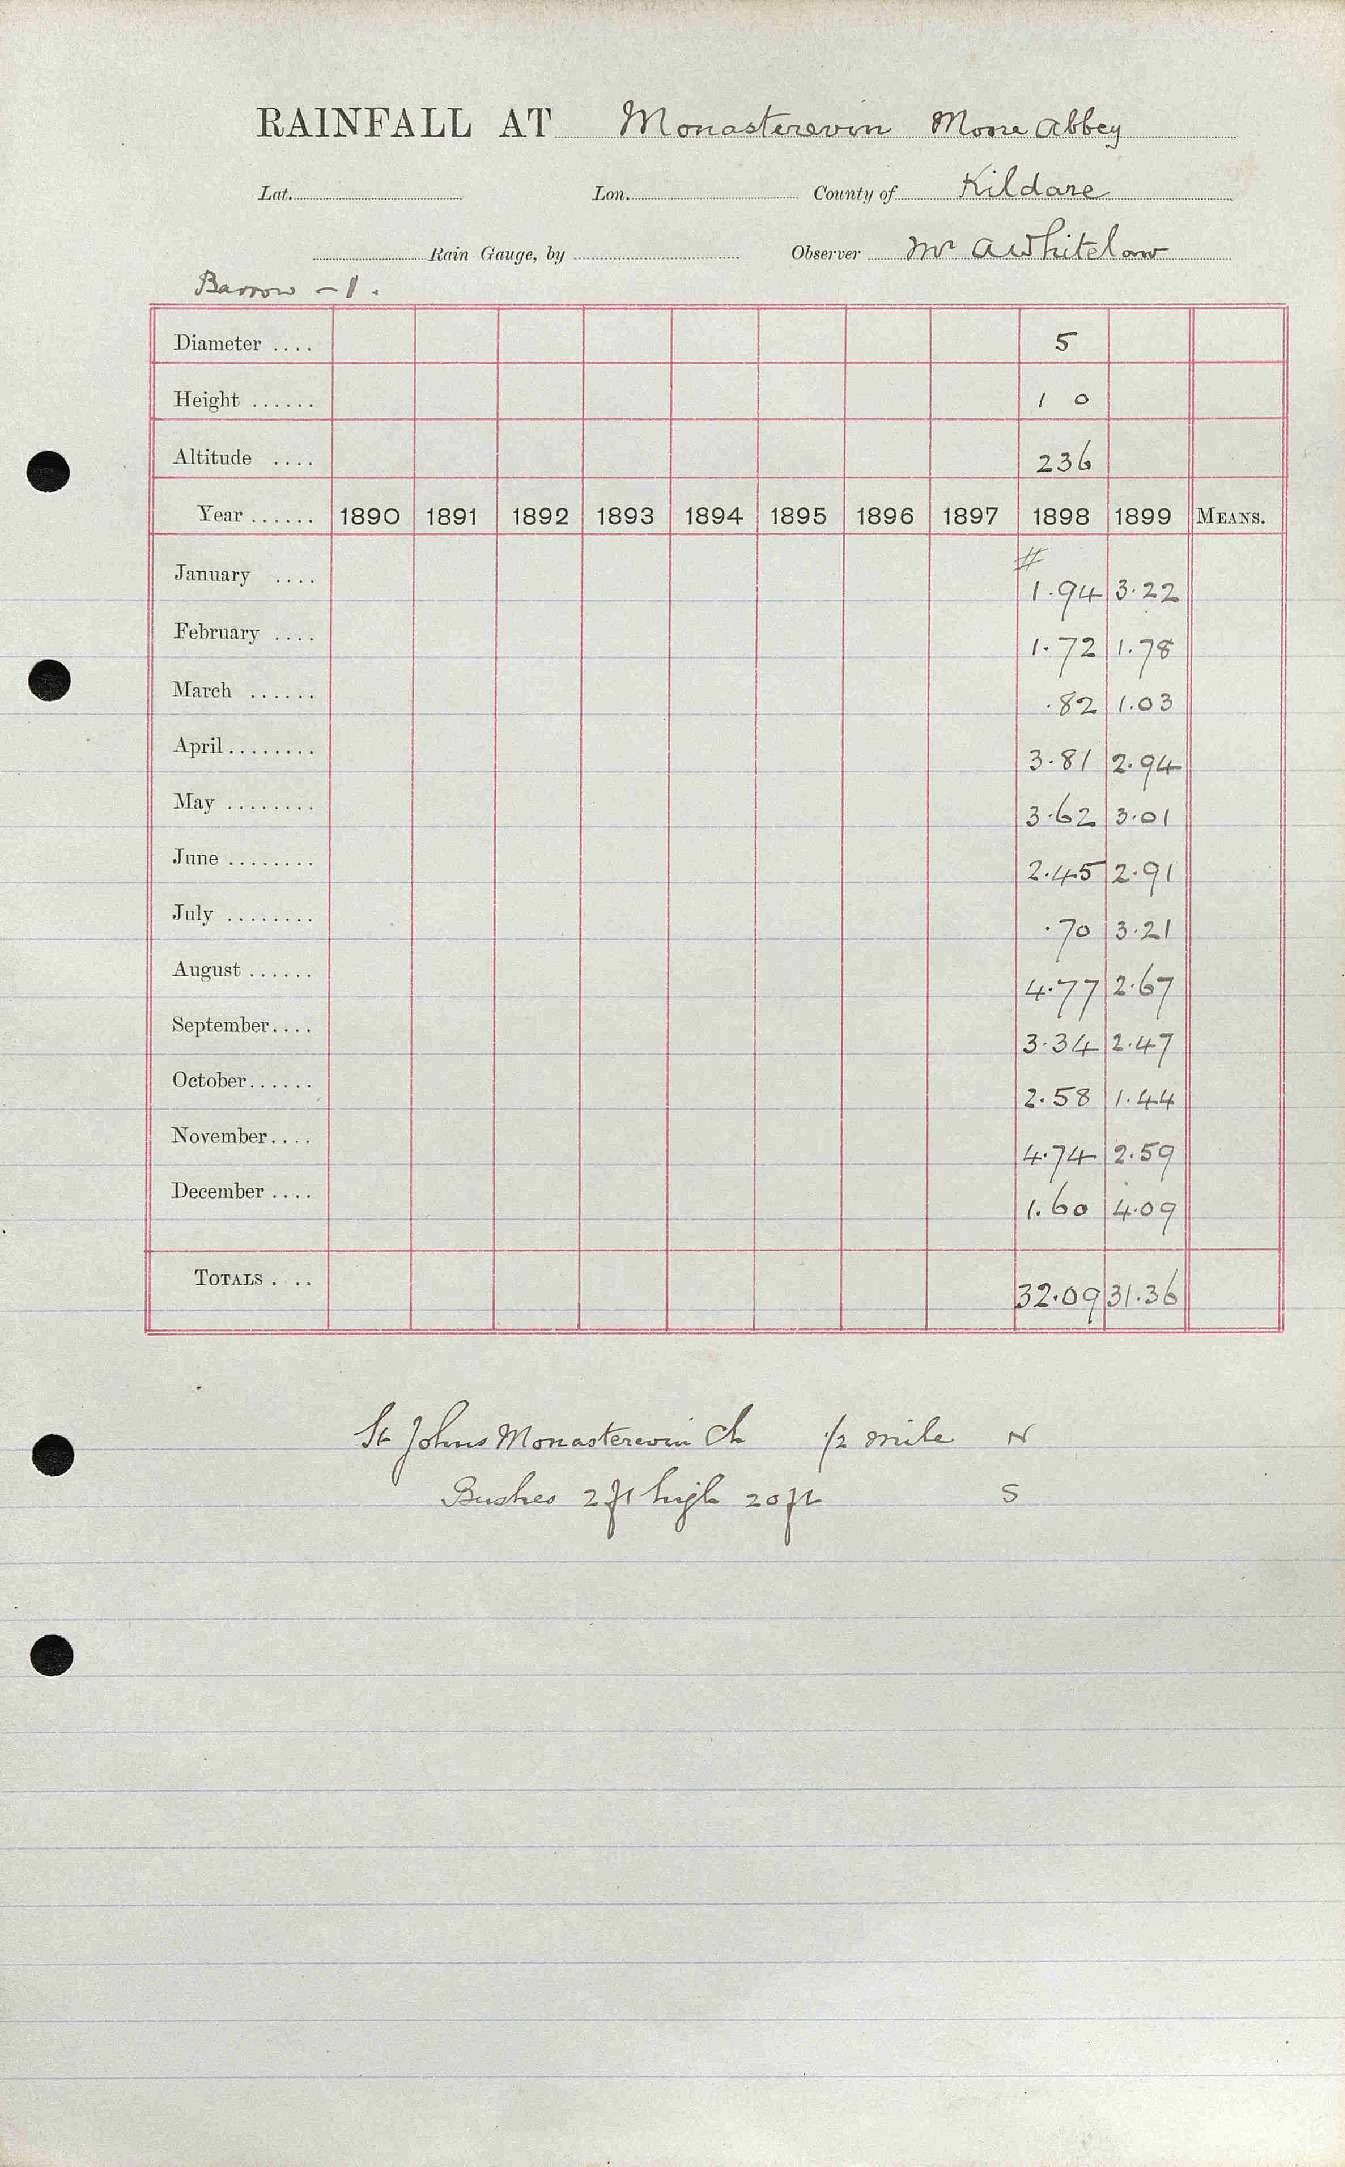 RAINFALL AT Monasterevin Moore Abbey
Lat. Lon. County of Kildare
Rain Gauge, by Observer Mr A Whitelaw
Barrow - 1.
Diameter .... 5
Height ...... 1 0
Altitude .... 236
Year ...... 1890 1891 1892 1893 1894 1895 1896 1897 1898 1899 MEANS.
#
January .... 1.94 3.22
February .... 1.72 1.78
March ...... .82 1.03
April ........ 3.81 2.94
May ........ 3.62 3.01
June ........ 2.45 2.91
July ........ .70 3.21
August ...... 4.77 2.67
September.... 3.34 2.47
October...... 2.58 1.44
November.... 4.74 2.59
December .... 1.60 4.09
TOTALS . .. 32.09 31.36
St Johns Monasterevin Ch 1/2 mile N
Bushes 2 ft high 20 ft S